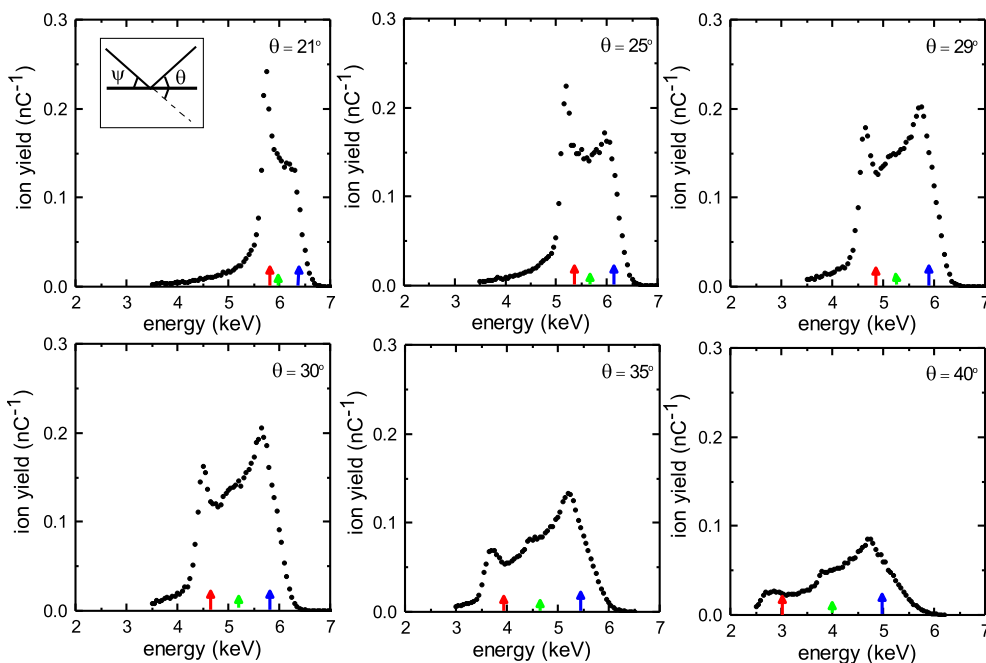 0.3
0.2
0.1
0.0
ion yield (nC-1)
ψ θ
θ = 21º
2 3 4 5 6 7
energy (keV)
0.3
0.2
0.1
0.0
ion yield (nC-1)
θ = 25º
2 3 4 5 6 7
energy (keV)
0.3
0.2
0.1
0.0
ion yield (nC-1)
θ = 29º
2 3 4 5 6 7
energy (keV)
0.3
0.2
0.1
0.0
ion yield (nC-1)
θ = 30º
2 3 4 5 6 7
energy (keV)
0.3
0.2
0.1
0.0
ion yield (nC-1)
θ = 35º
2 3 4 5 6 7
energy (keV)
0.3
0.2
0.1
0.0
ion yield (nC-1)
θ = 40º
2 3 4 5 6 7
energy (keV)